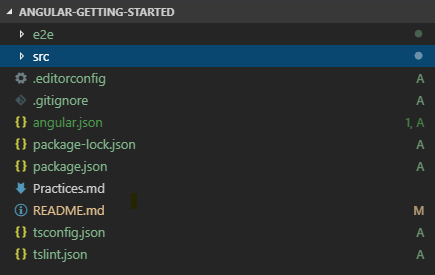 ANGULAR-GETTING-STARTED
e2e
src
.editorconfig A
.gitignore A
{} angular.json 1, A
{} package-lock.json A
{} package.json A
Practices.md
README.md M
{} tsconfig.json A
{} tslint.json A